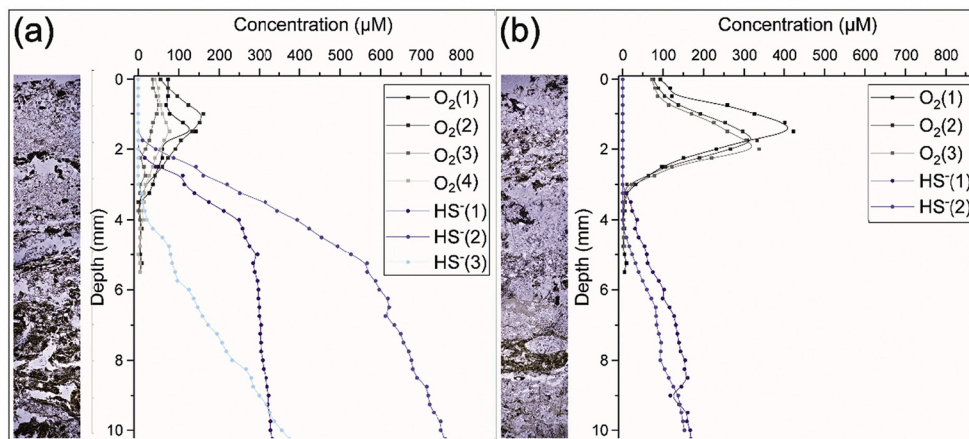 (a)
Concentration (µM)
0 100 200 300 400 500 600 700 800
Depth (mm)
0
2
4
6
8
10
O₂(1)
O₂(2)
O₂(3)
O₂(4)
HS⁻(1)
HS⁻(2)
HS⁻(3)
(b)
Concentration (µM)
0 100 200 300 400 500 600 700 800
Depth (mm)
0
2
4
6
8
10
O₂(1)
O₂(2)
O₂(3)
HS⁻(1)
HS⁻(2)